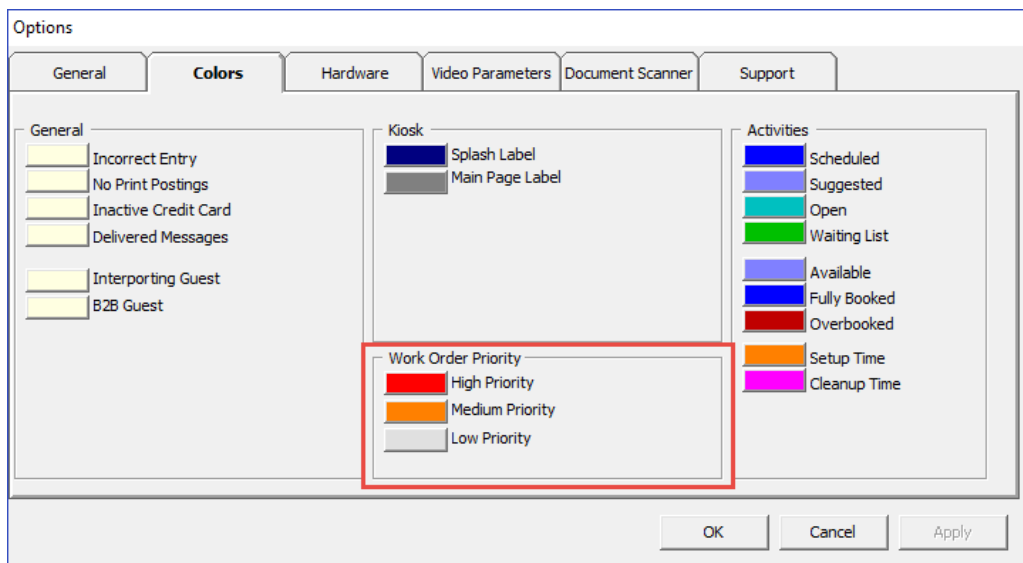 Options
General
Colors
Hardware
Video Parameters
Document Scanner
Support
General
Incorrect Entry
No Print Postings
Inactive Credit Card
Delivered Messages
Interporting Guest
B2B Guest
Kiosk
Splash Label
Main Page Label
Work Order Priority
High Priority
Medium Priority
Low Priority
Activities
Scheduled
Suggested
Open
Waiting List
Available
Fully Booked
Overbooked
Setup Time
Cleanup Time
OK
Cancel
Apply